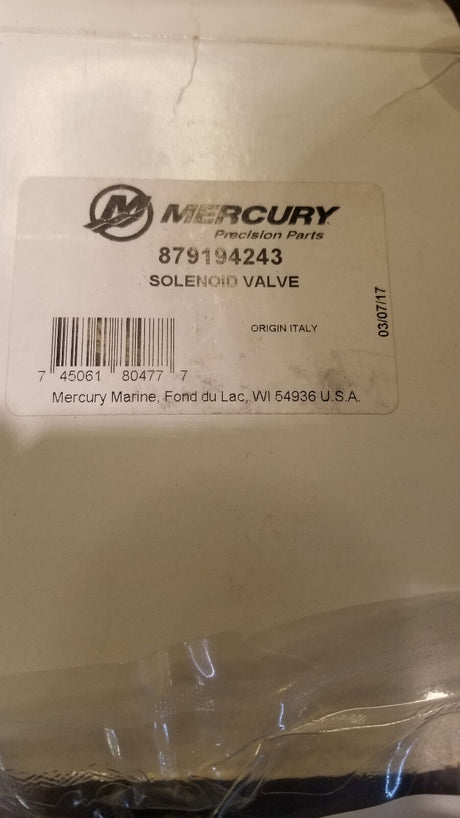 MERCURY
Precision Parts
879194243
SOLENOID VALVE
ORIGIN ITALY
03/07/17
7 45061 80477 7
Mercury Marine, Fond du Lac, WI 54936 U.S.A.